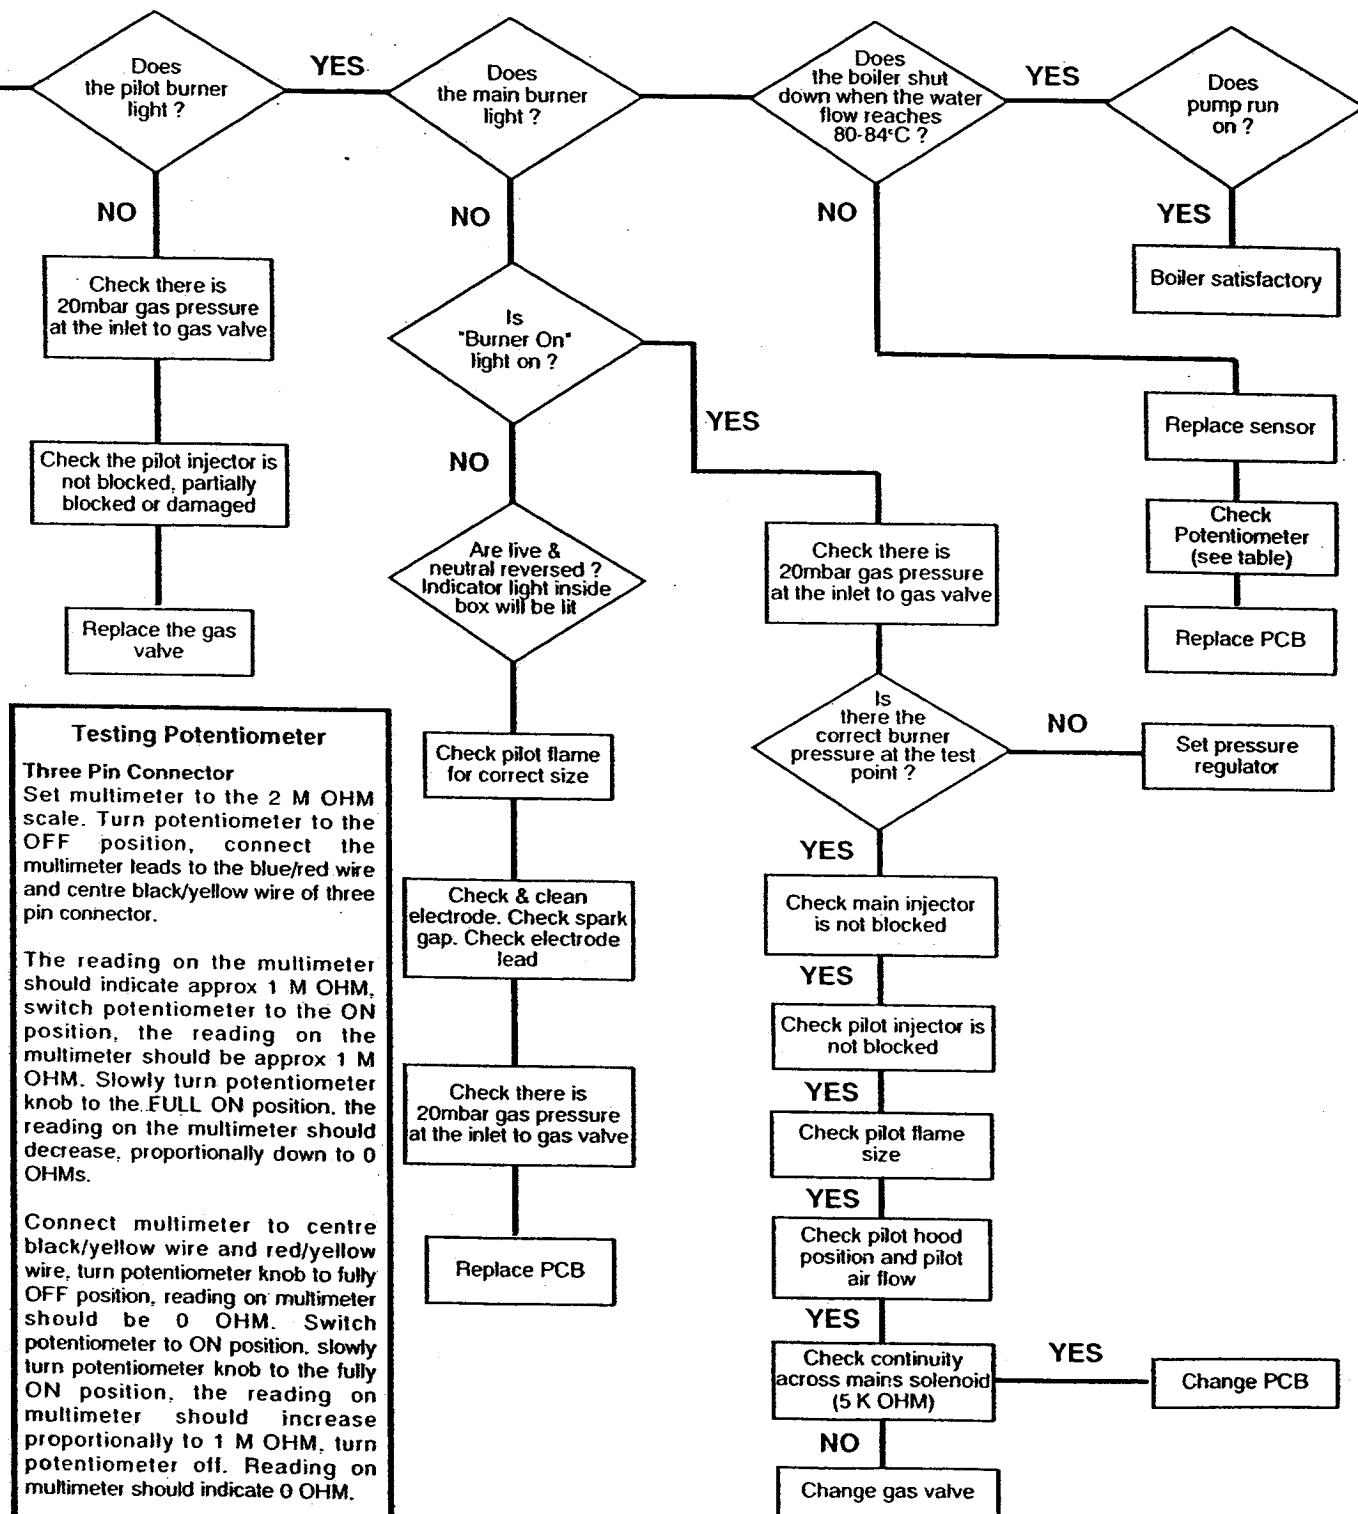 Does
the pilot burner
light ?
YES
Does
the main burner
light ?
Does
the boiler shut
down when the water
flow reaches
80-84°C ?
YES
Does
pump run
on ?
NO
NO
NO
YES
Check there is
20mbar gas pressure
at the inlet to gas valve
Is
"Burner On"
light on ?
Boiler satisfactory
YES
Replace sensor
Check the pilot injector is
not blocked, partially
blocked or damaged
NO
Check
Potentiometer
(see table)
Are live &
neutral reversed ?
Indicator light inside
box will be lit
Check there is
20mbar gas pressure
at the inlet to gas valve
Replace the gas
valve
Replace PCB
Is
there the
correct burner
pressure at the test
point ?
NO
Set pressure
regulator
Check pilot flame
for correct size
YES
Check & clean
electrode. Check spark
gap. Check electrode
lead
Check main injector
is not blocked
YES
Check pilot injector is
not blocked
YES
Check there is
20mbar gas pressure
at the inlet to gas valve
Check pilot flame
size
YES
Replace PCB
Check pilot hood
position and pilot
air flow
YES
Check continuity
across mains solenoid
(5 K OHM)
YES
Change PCB
NO
Change gas valve
Testing Potentiometer
Three Pin Connector
Set multimeter to the 2 M OHM
scale. Turn potentiometer to the
OFF position, connect the
multimeter leads to the blue/red wire
and centre black/yellow wire of three
pin connector.
The reading on the multimeter
should indicate approx 1 M OHM,
switch potentiometer to the ON
position, the reading on the
multimeter should be approx 1 M
OHM. Slowly turn potentiometer
knob to the FULL ON position, the
reading on the multimeter should
decrease, proportionally down to 0
OHMs.
Connect multimeter to centre
black/yellow wire and red/yellow
wire, turn potentiometer knob to fully
OFF position, reading on multimeter
should be 0 OHM. Switch
potentiometer to ON position, slowly
turn potentiometer knob to the fully
ON position, the reading on
multimeter should increase
proportionally to 1 M OHM, turn
potentiometer off. Reading on
multimeter should indicate 0 OHM.